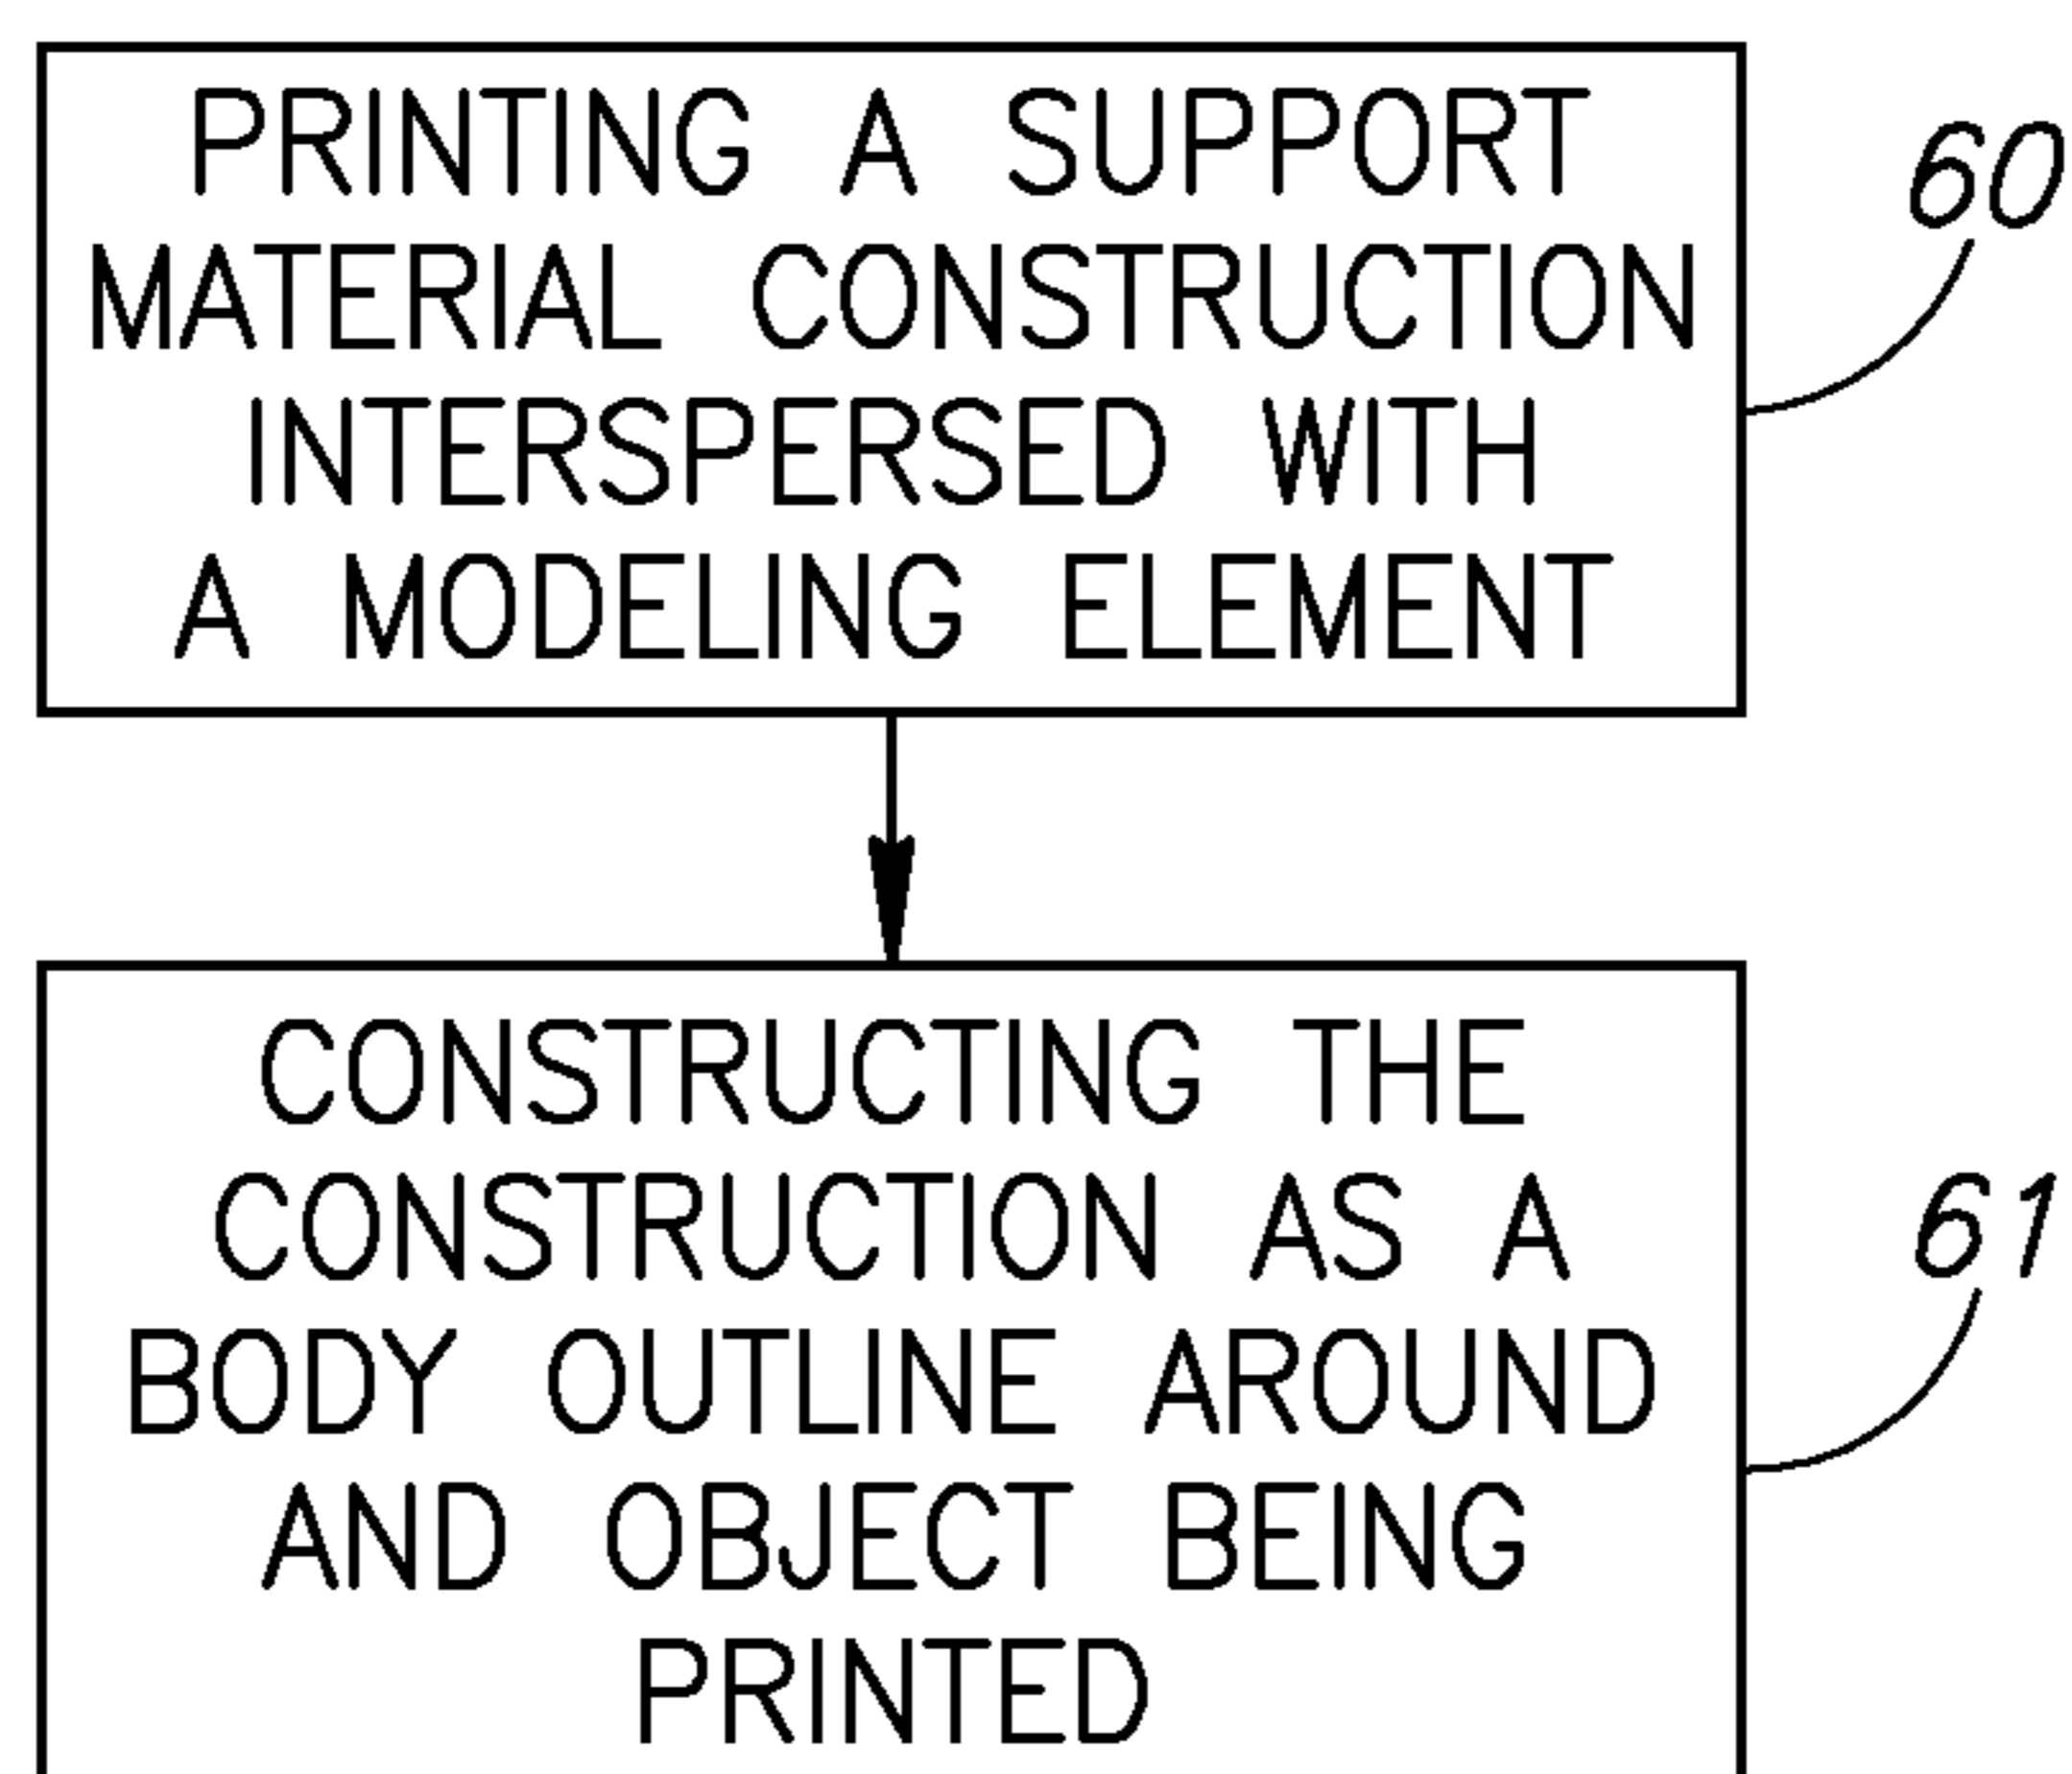 PRINTING A SUPPORT
MATERIAL CONSTRUCTION
INTERSPERSED WITH
A MODELING ELEMENT
60
CONSTRUCTING THE
CONSTRUCTION AS A
BODY OUTLINE AROUND
AND OBJECT BEING
PRINTED
61